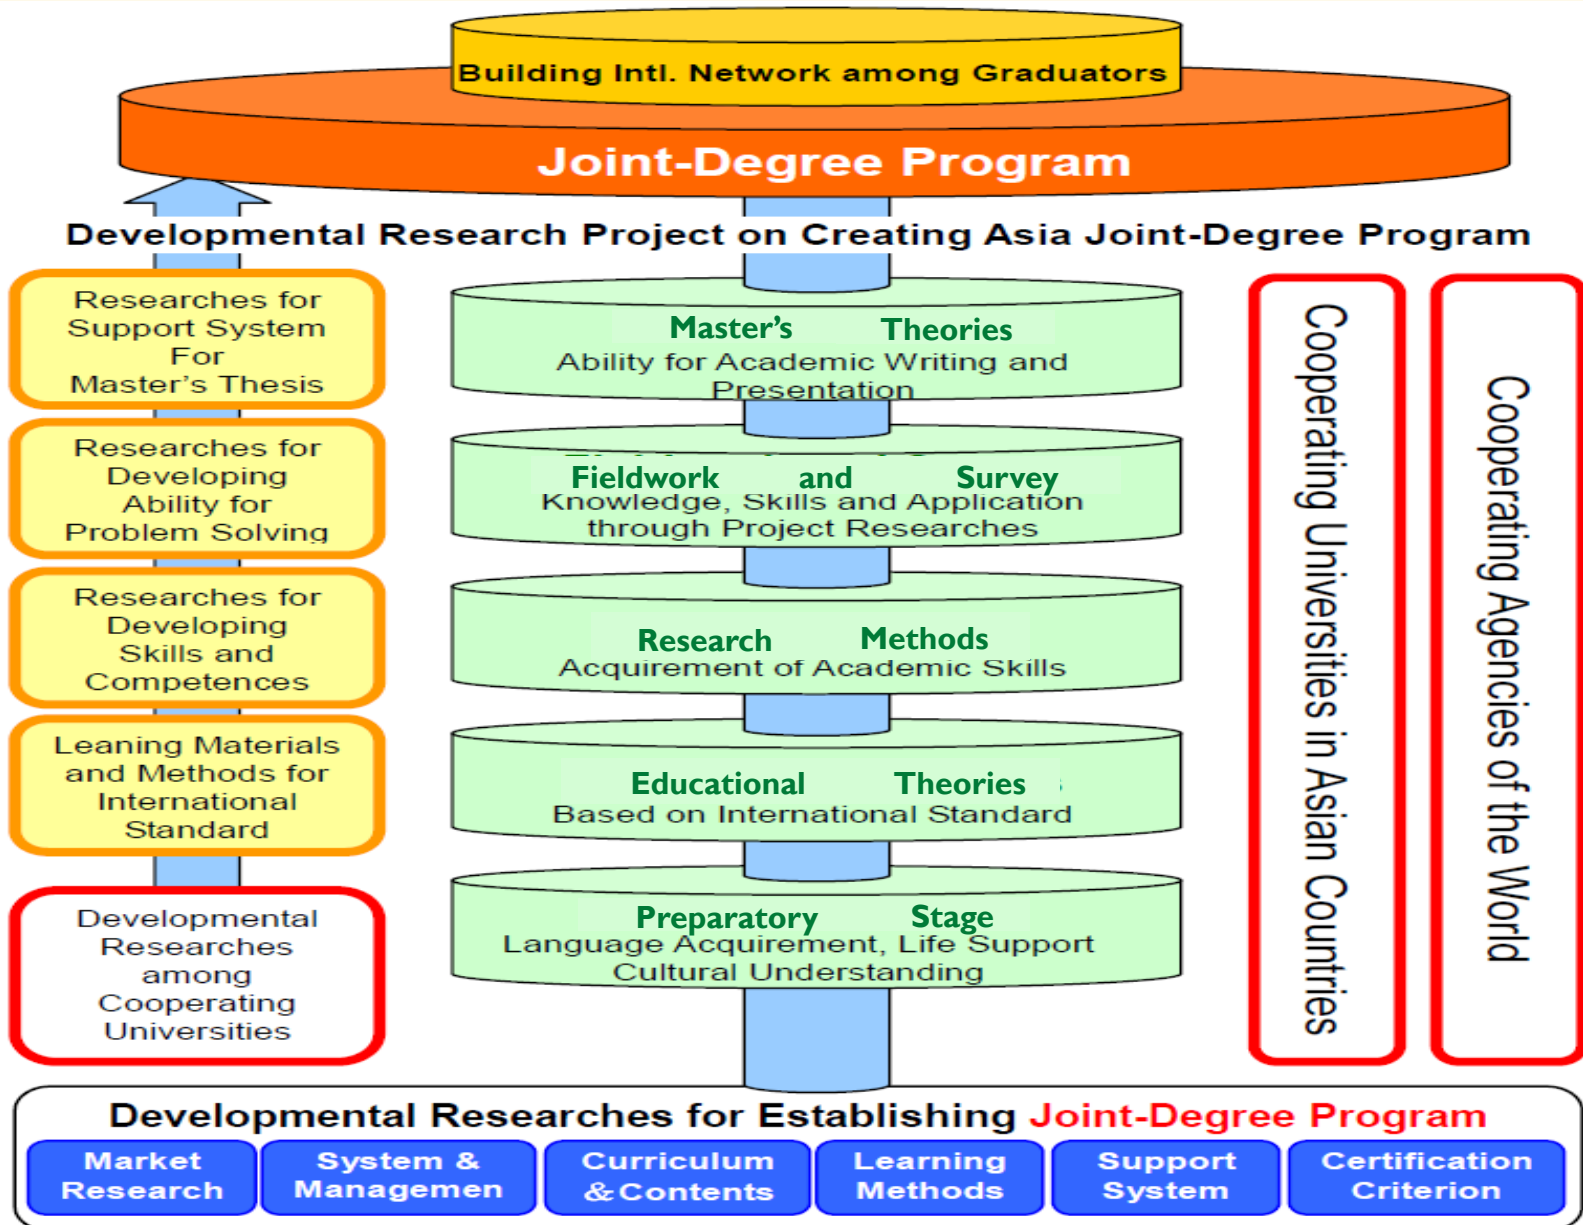 Building Intl. Network among Graduators
Joint-Degree Program
Developmental Research Project on Creating Asia Joint-Degree Program
Researches for
Support System
For
Master's Thesis
Researches for
Developing
Ability for
Problem Solving
Researches for
Developing
Skills and
Competences
Leaning Materials
and Methods for
International
Standard
Developmental
Researches
among
Cooperating
Universities
Master's Theories
Ability for Academic Writing and
Presentation
Fieldwork and Survey
Knowledge, Skills and Application
through Project Researches
Research Methods
Acquirement of Academic Skills
Educational Theories
Based on International Standard
Preparatory Stage
Language Acquirement, Life Support
Cultural Understanding
Cooperating Universities in Asian Countries
Cooperating Agencies of the World
Developmental Researches for Establishing Joint-Degree Program
Market
Research
System &
Managemen
Curriculum
&Contents
Learning
Methods
Support
System
Certification
Criterion